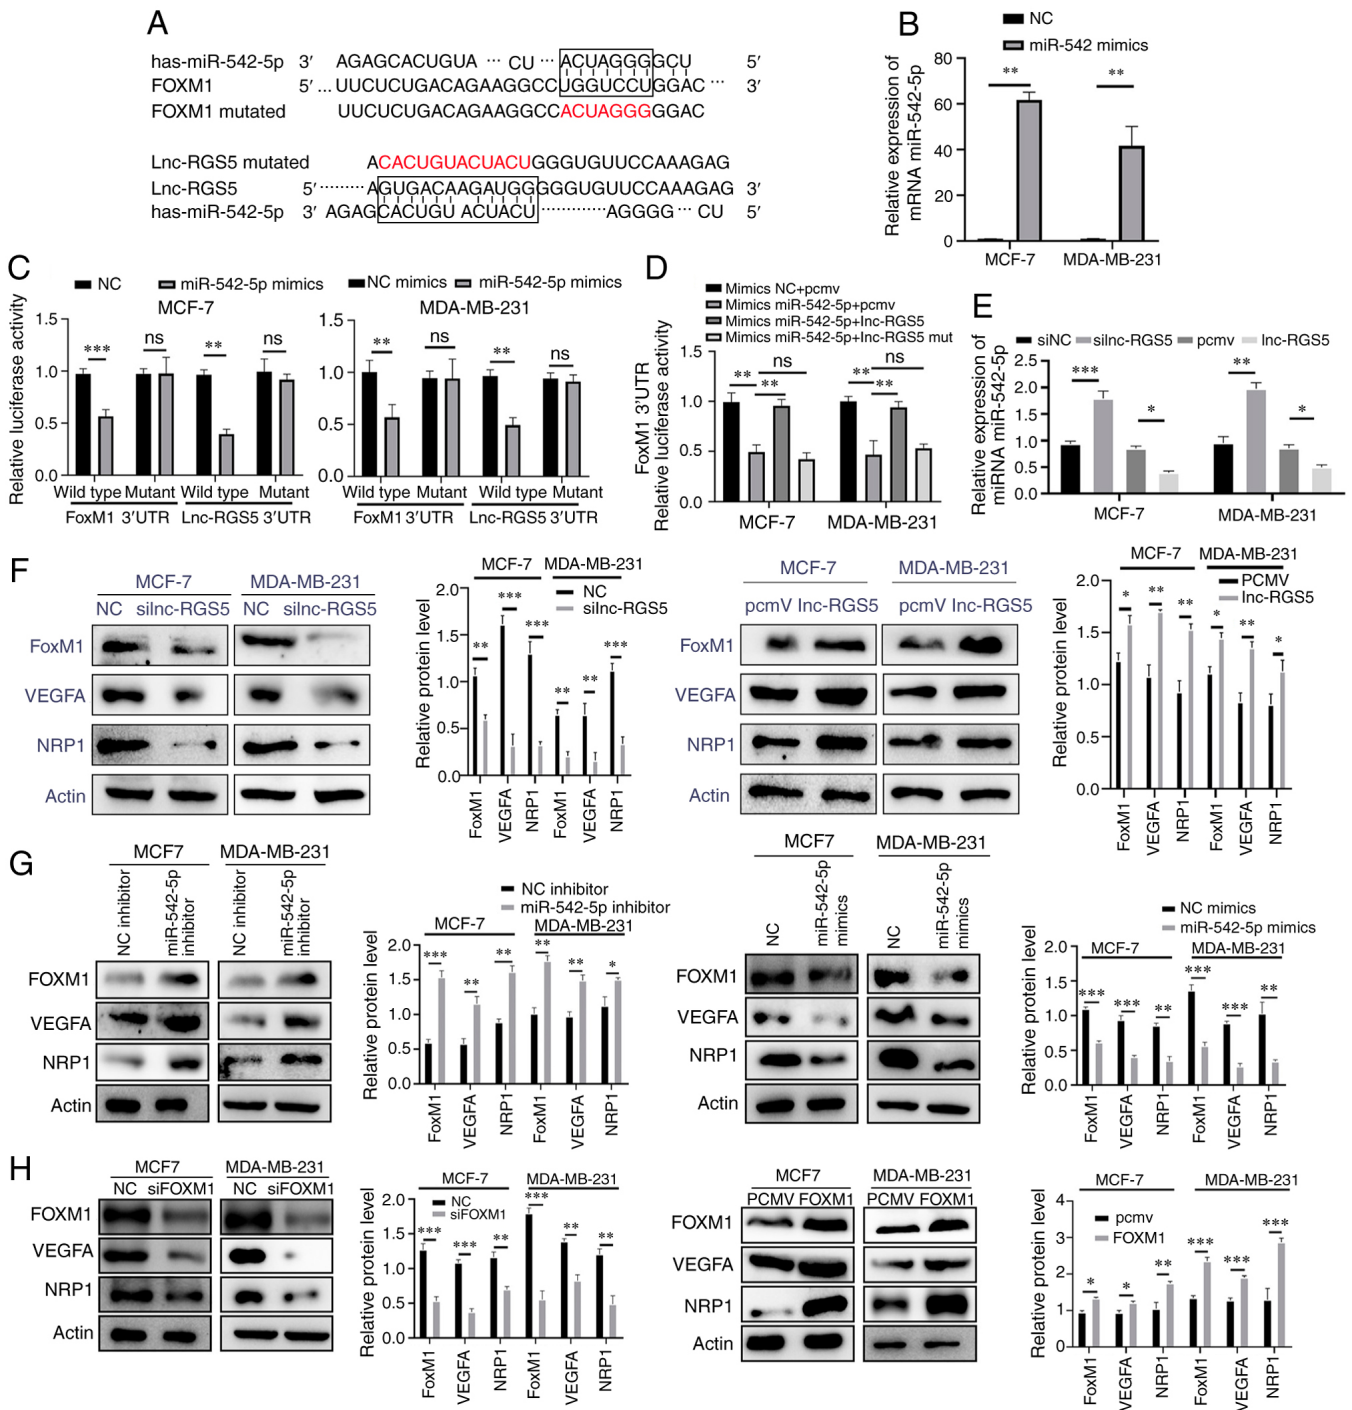 A
has-miR-542-5p 3′ AGAGCACTGUA ··· CU ··· ACUAGGGGCU 5′
FOXM1 5′ ... UUCUCUGACAGAAGGCCUGGUCCUGGAC ··· 3′
FOXM1 mutated UUCUCUGACAGAAGGCCACUAGGGGGAC
Lnc-RGS5 mutated ACACUGUACUACUGGGUGUUCCAAAGAG
Lnc-RGS5 5′ ········· AGUGACAAGAUGGGGGUGUUCCAAAGAG 3′
has-miR-542-5p 3′ AGAGCACUGU ACUACU ············ AGGGG ··· CU 5′
B
NC
miR-542 mimics
Relative expression of
mRNA miR-542-5p
80
60
40
20
0
** **
MCF-7 MDA-MB-231
C
NC miR-542-5p mimics
MCF-7
Relative luciferase activity
1.5
1.0
0.5
0.0
*** ns ** ns
Wild type Mutant Wild type Mutant
FoxM1 3′UTR Lnc-RGS5 3′UTR
NC mimics miR-542-5p mimics
MDA-MB-231
1.5
1.0
0.5
0.0
** ns ** ns
Wild type Mutant Wild type Mutant
FoxM1 3′UTR Lnc-RGS5 3′UTR
D
Mimics NC+pcmv
Mimics miR-542-5p+pcmv
Mimics miR-542-5p+lnc-RGS5
Mimics miR-542-5p+lnc-RGS5 mut
FoxM1 3′UTR
Relative luciferase activity
1.5
1.0
0.5
0.0
** ** ns ** ** ns
MCF-7 MDA-MB-231
E
siNC silnc-RGS5 pcmv lnc-RGS5
Relative expression of
mRNA miR-542-5p
2.5
2.0
1.5
1.0
0.5
0.0
*** * ** *
MCF-7 MDA-MB-231
F
MCF-7 MDA-MB-231
NC silnc-RGS5 NC silnc-RGS5
FoxM1
VEGFA
NRP1
Actin
MCF-7 MDA-MB-231
NC
silnc-RGS5
Relative protein level
2.0
1.5
1.0
0.5
0.0
** *** *** ** ** ***
FoxM1 VEGFA NRP1 FoxM1 VEGFA NRP1
MCF-7 MDA-MB-231
pcmV lnc-RGS5 pcmV lnc-RGS5
FoxM1
VEGFA
NRP1
Actin
MCF-7 MDA-MB-231
PCMV
lnc-RGS5
Relative protein level
2.0
1.5
1.0
0.5
0.0
* ** ** * ** *
FoxM1 VEGFA NRP1 FoxM1 VEGFA NRP1
G
MCF7 MDA-MB-231
NC inhibitor miR-542-5p inhibitor NC inhibitor miR-542-5p inhibitor
FOXM1
VEGFA
NRP1
Actin
NC inhibitor
miR-542-5p inhibitor
MCF-7 MDA-MB-231
Relative protein level
2.0
1.5
1.0
0.5
0.0
*** ** ** ** ** *
FoxM1 VEGFA NRP1 FoxM1 VEGFA NRP1
MCF7 MDA-MB-231
NC miR-542-5p mimics NC miR-542-5p mimics
FOXM1
VEGFA
NRP1
Actin
NC mimics
miR-542-5p mimics
MCF-7 MDA-MB-231
Relative protein level
2.0
1.5
1.0
0.5
0.0
*** *** ** *** *** **
FoxM1 VEGFA NRP1 FoxM1 VEGFA NRP1
H
MCF7 MDA-MB-231
NC siFOXM1 NC siFOXM1
FOXM1
VEGFA
NRP1
Actin
MCF-7 MDA-MB-231
NC
siFOXM1
Relative protein level
2.0
1.5
1.0
0.5
0.0
*** *** ** *** ** **
FoxM1 VEGFA NRP1 FoxM1 VEGFA NRP1
MCF7 MDA-MB-231
PCMV FOXM1 PCMV FOXM1
FOXM1
VEGFA
NRP1
Actin
MCF-7 MDA-MB-231
pcmv
FOXM1
Relative protein level
4
3
2
1
0
* * ** *** *** ***
FoxM1 VEGFA NRP1 FoxM1 VEGFA NRP1